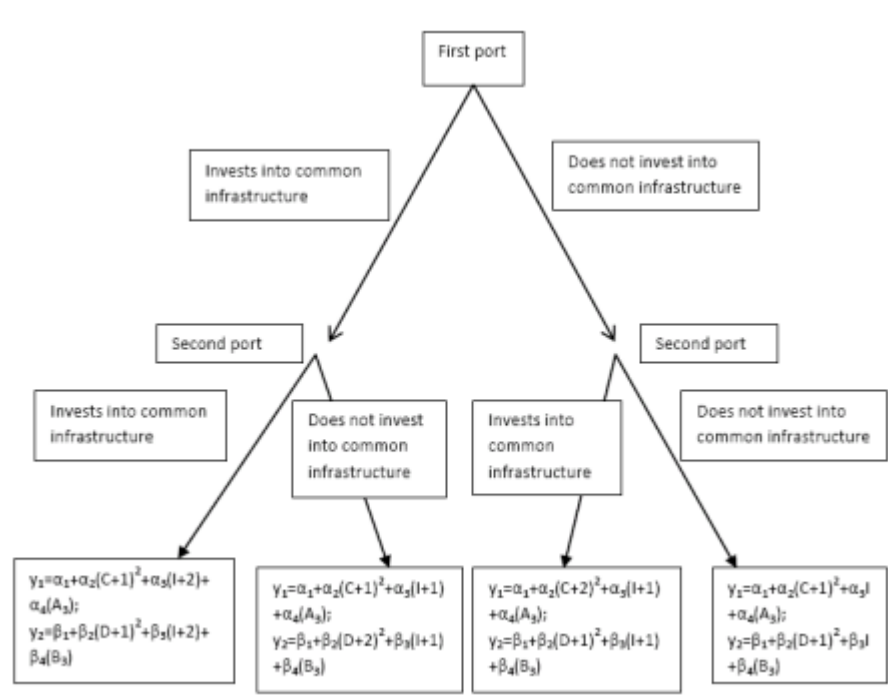 First port
Invests into common
infrastructure
Does not invest into
common infrastructure
Second port
Second port
Invests into common
infrastructure
Does not invest
into common
infrastructure
Invests into
common
infrastructure
Does not invest into
common infrastructure
y₁=α₁+α₂(C+1)²+α₃(I+2)+
α₄(A₃);
y₂=β₁+β₂(D+1)²+β₃(I+2)+
β₄(B₃)
y₁=α₁+α₂(C+1)²+α₃(I+1)
+α₄(A₃);
y₂=β₁+β₂(D+2)²+β₃(I+1)
+β₄(B₃)
y₁=α₁+α₂(C+2)²+α₃(I+1)
+α₄(A₃);
y₂=β₁+β₂(D+1)²+β₃(I+1)
+β₄(B₃)
y₁=α₁+α₂(C+1)²+α₃I
+α₄(A₃);
y₂=β₁+β₂(D+1)²+β₃I
+β₄(B₃)